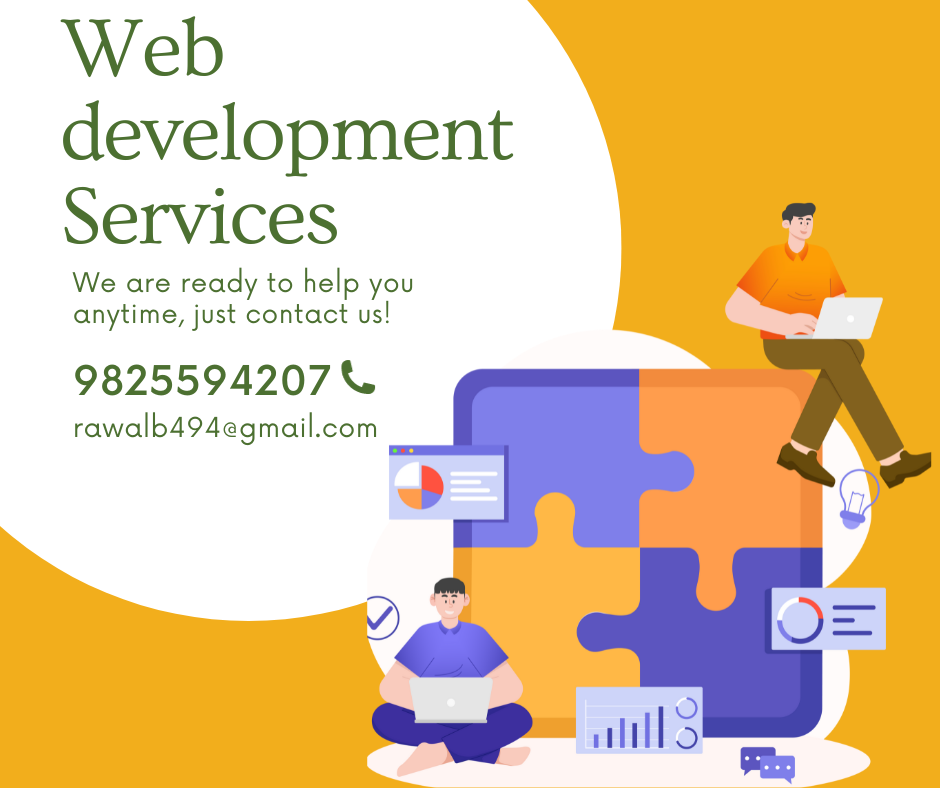 Web
development
Services
We are ready to help you
anytime, just contact us!
9825594207
rawalb494@gmail.com